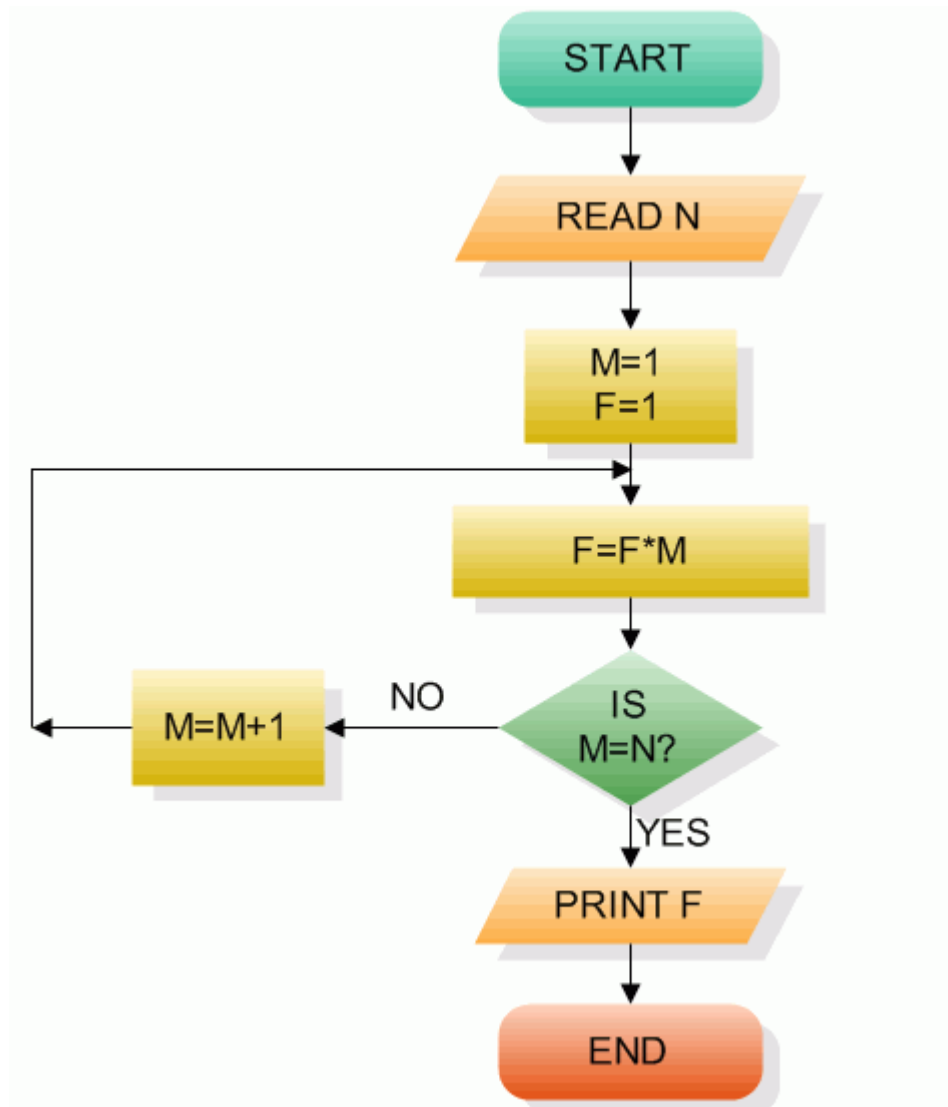 START
READ N
M=1
F=1
F=F*M
IS
M=N?
NO
M=M+1
YES
PRINT F
END